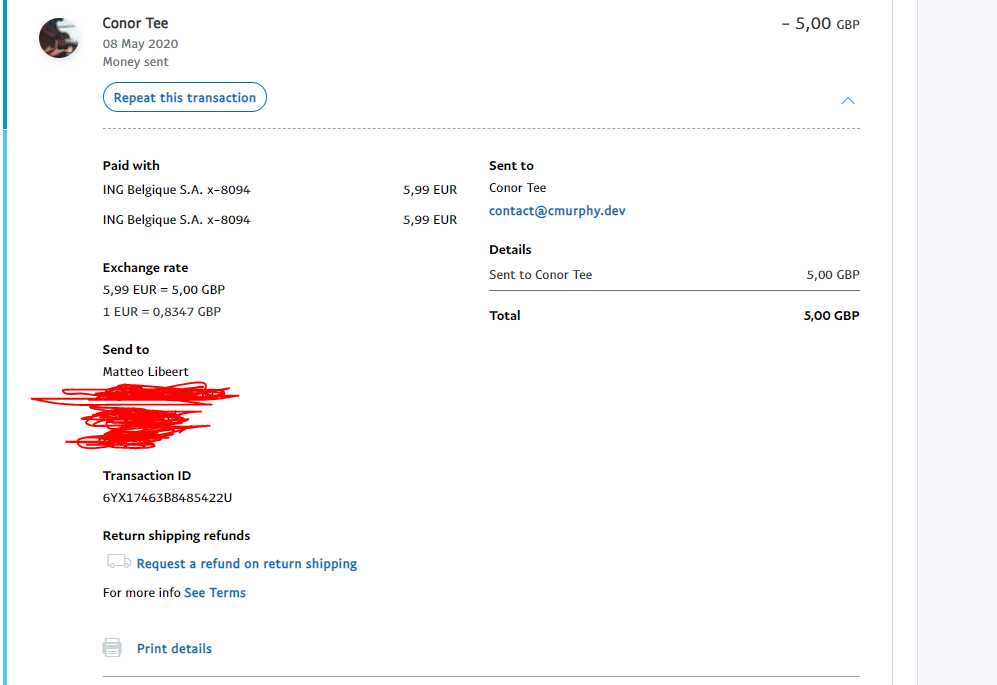 Conor Tee
- 5,00 GBP
08 May 2020
Money sent
Repeat this transaction
Paid with
ING Belgique S.A. x-8094 5,99 EUR
ING Belgique S.A. x-8094 5,99 EUR
Exchange rate
5,99 EUR = 5,00 GBP
1 EUR = 0,8347 GBP
Send to
Matteo Libeert
Transaction ID
6YX17463B8485422U
Return shipping refunds
Request a refund on return shipping
For more info See Terms
Print details
Sent to
Conor Tee
contact@cmurphy.dev
Details
Sent to Conor Tee 5,00 GBP
Total 5,00 GBP